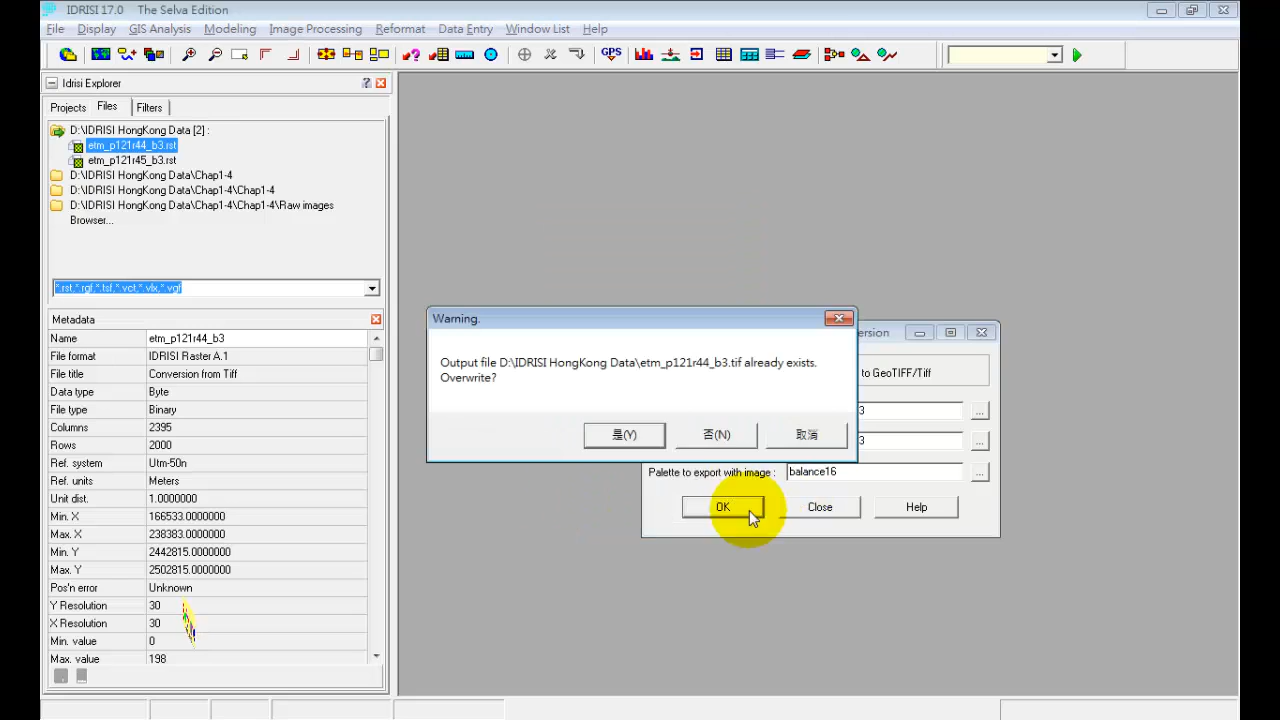 IDRISI 17.0   The Selva Edition
File Display GIS Analysis Modeling Image Processing Reformat Data Entry Window List Help
GPS
Idrisi Explorer
Projects Files Filters
D:\IDRISI HongKong Data [2] :
etm_p121r44_b3.rst
etm_p121r45_b3.rst
D:\IDRISI HongKong Data\Chap1-4
D:\IDRISI HongKong Data\Chap1-4\Chap1-4
D:\IDRISI HongKong Data\Chap1-4\Chap1-4\Raw images
Browser...
*.rst,*.rgf,*.tsf,*.vct,*.vlx,*.vgf
Metadata
Name etm_p121r44_b3
File format IDRISI Raster A.1
File title Conversion from Tiff
Data type Byte
File type Binary
Columns 2395
Rows 2000
Ref. system Utm-50n
Ref. units Meters
Unit dist. 1.0000000
Min. X 166533.0000000
Max. X 238383.0000000
Min. Y 2442815.0000000
Max. Y 2502815.0000000
Pos'n error Unknown
Y Resolution 30
X Resolution 30
Min. value 0
Max. value 198
Warning.
Output file D:\IDRISI HongKong Data\etm_p121r44_b3.tif already exists.
Overwrite?
是(Y) 否(N) 取消
ersion
to GeoTIFF/Tiff
3 ...
3 ...
Palette to export with image : balance16 ...
OK Close Help